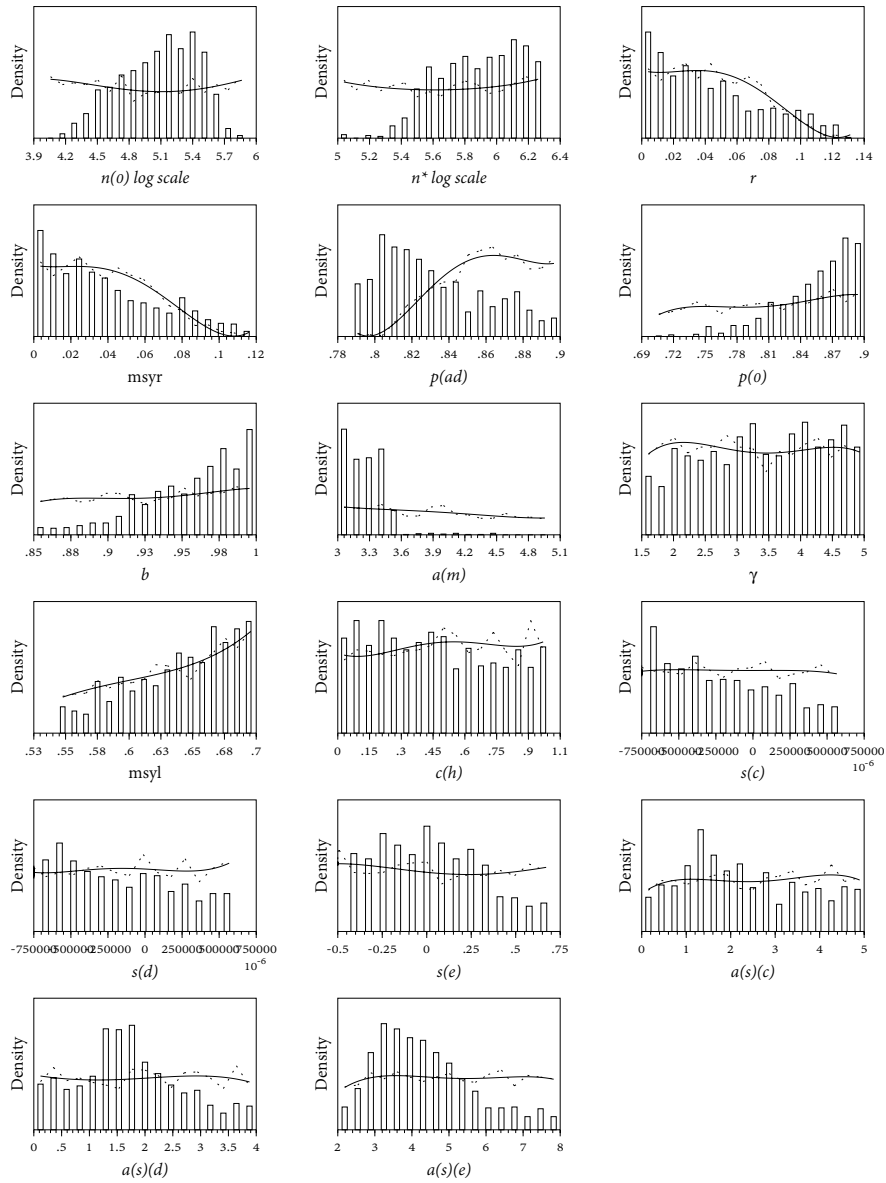 Density Density Density
3.9 4.2 4.5 4.8 5.1 5.4 5.7 6 5 5.2 5.4 5.6 5.8 6 6.2 6.4 0 .02 .04 .06 .08 .1 .12 .14
n(0) log scale n* log scale r
Density Density Density
0 .02 .04 .06 .08 .10 .12 .78 .8 .82 .84 .86 .88 .9 .69 .72 .75 .78 .81 .84 .87 .9
msyr p(ad) p(0)
Density Density Density
.85 .88 .9 .93 .95 .98 1 3 3.3 3.6 3.9 4.2 4.5 4.8 5.1 1.5 2 2.5 3 3.5 4 4.5 5
b a(m) γ
Density Density Density
.53 .55 .58 .6 .63 .65 .68 .7 0 .15 .3 .45 .6 .75 .9 1.1 -750000 -500000 -250000 0 250000 500000 750000
10-6
msyl c(h) s(c)
Density Density Density
-750000 -500000 -250000 0 250000 500000 750000 -0.5 -0.25 0 .25 .5 .75 0 1 2 3 4 5
10-6
s(d) s(e) a(s)(c)
Density Density
0 .5 1 1.5 2 2.5 3 3.5 4 2 3 4 5 6 7 8
a(s)(d) a(s)(e)